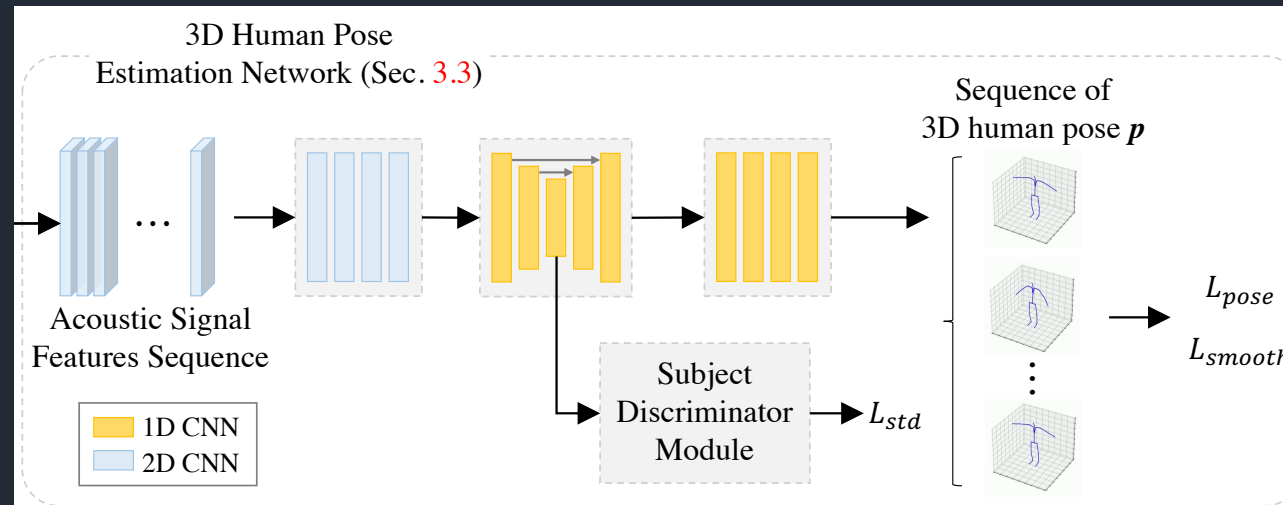 3D Human Pose
Estimation Network (Sec. 3.3)
Sequence of
3D human pose p
...
Acoustic Signal
Features Sequence
1D CNN
2D CNN
Subject
Discriminator
Module
L_std
L_pose
L_smooth